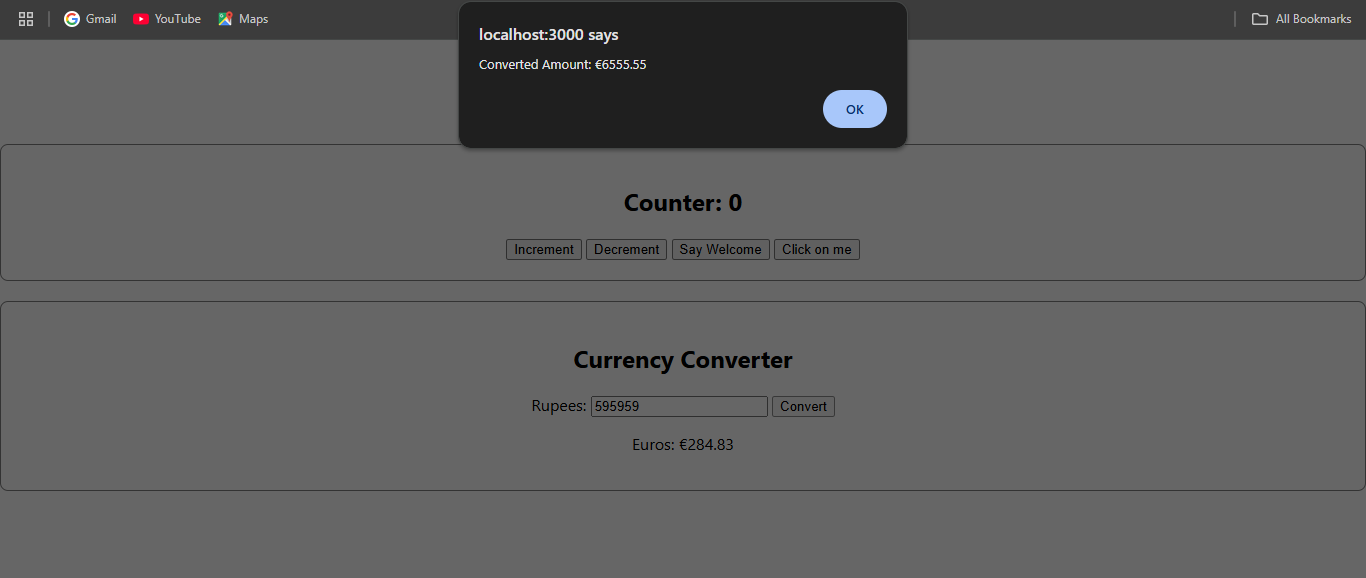 Gmail YouTube Maps All Bookmarks
localhost:3000 says
Converted Amount: €6555.55
OK
Counter: 0
Increment Decrement Say Welcome Click on me
Currency Converter
Rupees: 595959 Convert
Euros: €284.83